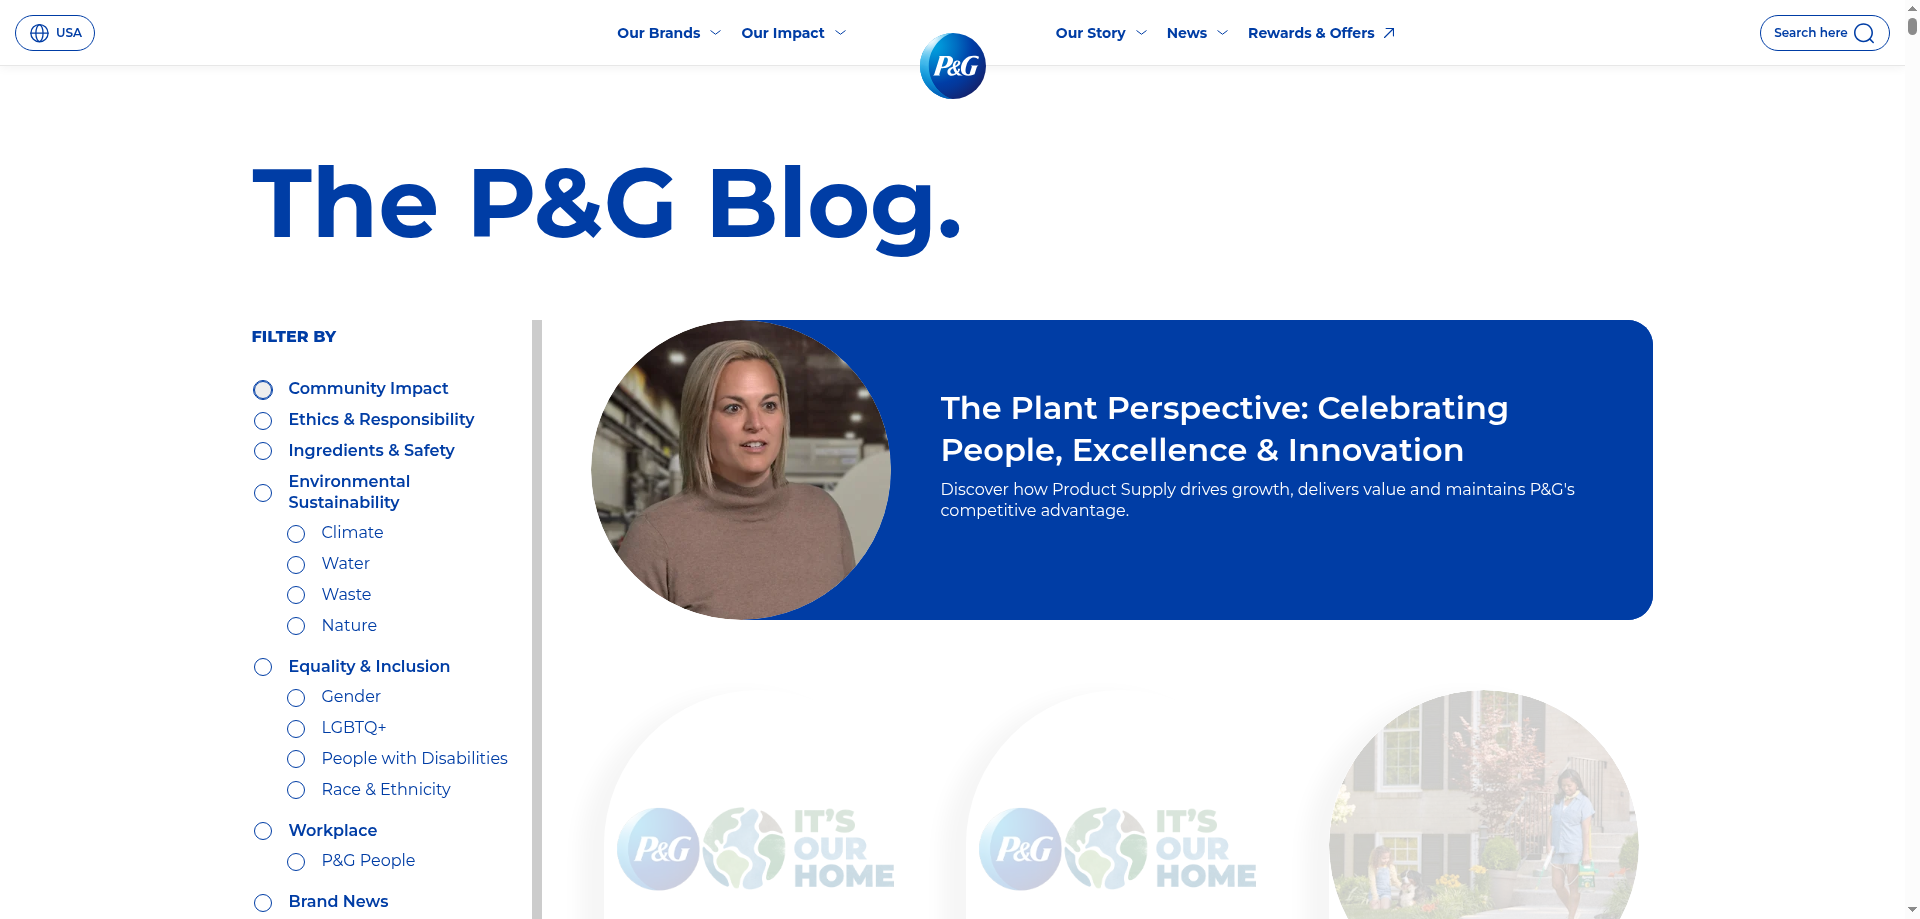 USA
Our Brands
Our Impact
P&G
Our Story
News
Rewards & Offers
Search here
The P&G Blog.
FILTER BY
Community Impact
Ethics & Responsibility
Ingredients & Safety
Environmental
Sustainability
Climate
Water
Waste
Nature
Equality & Inclusion
Gender
LGBTQ+
People with Disabilities
Race & Ethnicity
Workplace
P&G People
Brand News
The Plant Perspective: Celebrating
People, Excellence & Innovation
Discover how Product Supply drives growth, delivers value and maintains P&G's
competitive advantage.
P&G
IT'S
OUR
HOME
P&G
IT'S
OUR
HOME